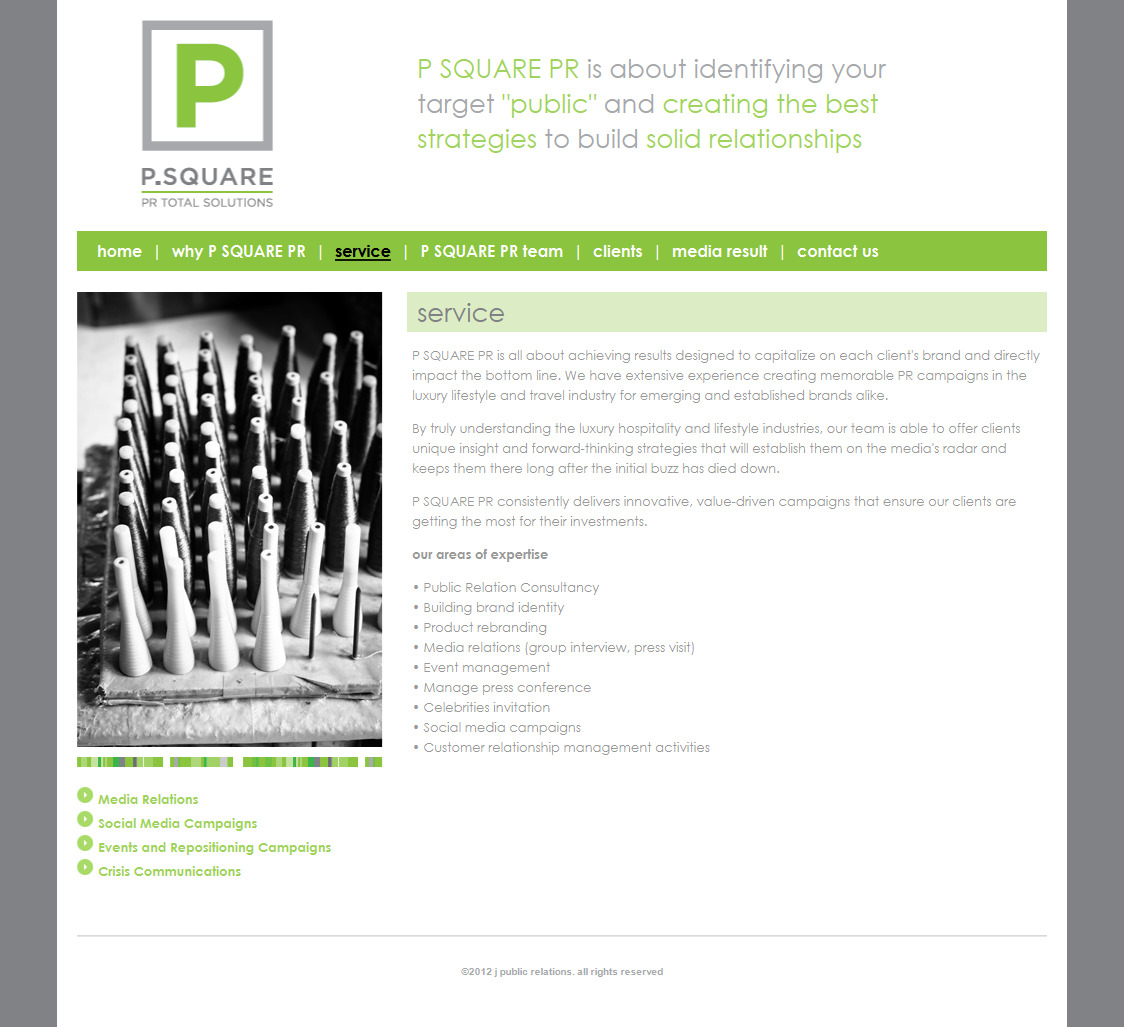 P
P.SQUARE
PR TOTAL SOLUTIONS
P SQUARE PR is about identifying your
target "public" and creating the best
strategies to build solid relationships
home | why P SQUARE PR | service | P SQUARE PR team | clients | media result | contact us
service
P SQUARE PR is all about achieving results designed to capitalize on each client's brand and directly
impact the bottom line. We have extensive experience creating memorable PR campaigns in the
luxury lifestyle and travel industry for emerging and established brands alike.
By truly understanding the luxury hospitality and lifestyle industries, our team is able to offer clients
unique insight and forward-thinking strategies that will establish them on the media's radar and
keeps them there long after the initial buzz has died down.
P SQUARE PR consistently delivers innovative, value-driven campaigns that ensure our clients are
getting the most for their investments.
our areas of expertise
• Public Relation Consultancy
• Building brand identity
• Product rebranding
• Media relations (group interview, press visit)
• Event management
• Manage press conference
• Celebrities invitation
• Social media campaigns
• Customer relationship management activities
Media Relations
Social Media Campaigns
Events and Repositioning Campaigns
Crisis Communications
©2012 j public relations. all rights reserved